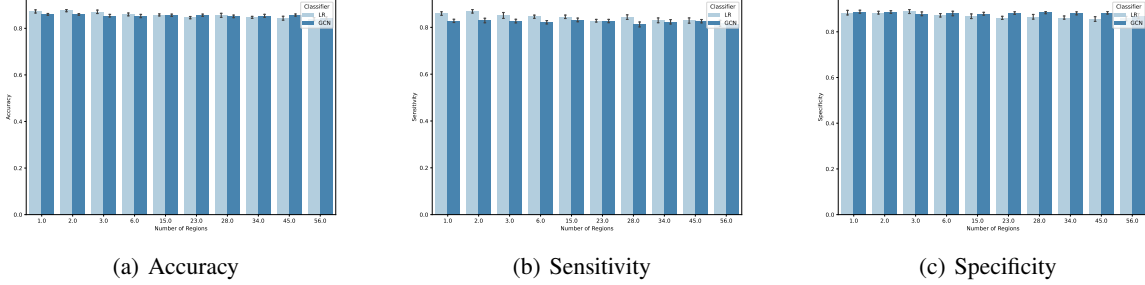 Classifier
LR
GCN
0.8
0.6
0.4
0.2
0.0
Accuracy
1.0 2.0 3.0 6.0 15.0 23.0 28.0 34.0 45.0 56.0
Number of Regions
(a) Accuracy
Classifier
LR
GCN
0.8
0.6
0.4
0.2
0.0
Sensitivity
1.0 2.0 3.0 6.0 15.0 23.0 28.0 34.0 45.0 56.0
Number of Regions
(b) Sensitivity
Classifier
LR
GCN
0.8
0.6
0.4
0.2
0.0
Specificity
1.0 2.0 3.0 6.0 15.0 23.0 28.0 34.0 45.0 56.0
Number of Regions
(c) Specificity